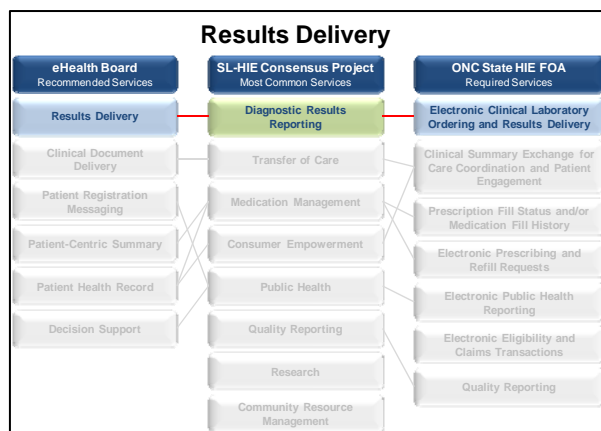 Results Delivery
eHealth Board
Recommended Services
Results Delivery
Clinical Document
Delivery
Patient Registration
Messaging
Patient-Centric Summary
Patient Health Record
Decision Support
SL-HIE Consensus Project
Most Common Services
Diagnostic Results
Reporting
Transfer of Care
Medication Management
Consumer Empowerment
Public Health
Quality Reporting
Research
Community Resource
Management
ONC State HIE FOA
Required Services
Electronic Clinical Laboratory
Ordering and Results Delivery
Clinical Summary Exchange for
Care Coordination and Patient
Engagement
Prescription Fill Status and/or
Medication Fill History
Electronic Prescribing and
Refill Requests
Electronic Public Health
Reporting
Electronic Eligibility and
Claims Transactions
Quality Reporting